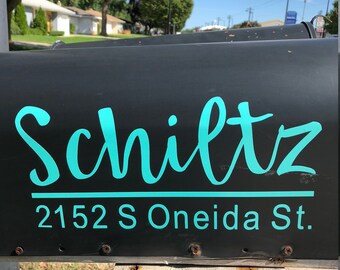 Schiltz
2152 S Oneida St.